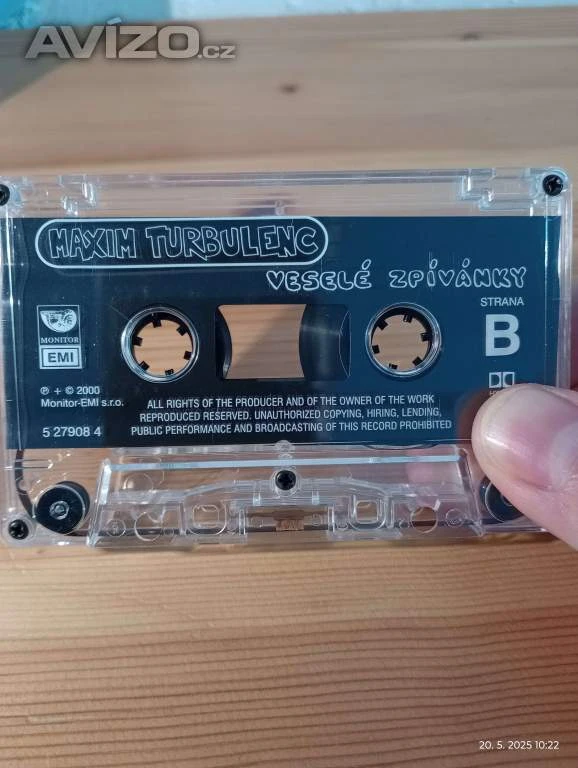 AVÍZO.cz
MAXIM TURBULENC
VESELÉ ZPÍVÁNKY
STRANA
B
MONITOR
EMI
℗ + © 2000
Monitor-EMI s.r.o.
5 27908 4
ALL RIGHTS OF THE PRODUCER AND OF THE OWNER OF THE WORK
REPRODUCED RESERVED. UNAUTHORIZED COPYING, HIRING, LENDING,
PUBLIC PERFORMANCE AND BROADCASTING OF THIS RECORD PROHIBITED
20. 5. 2025 10:22